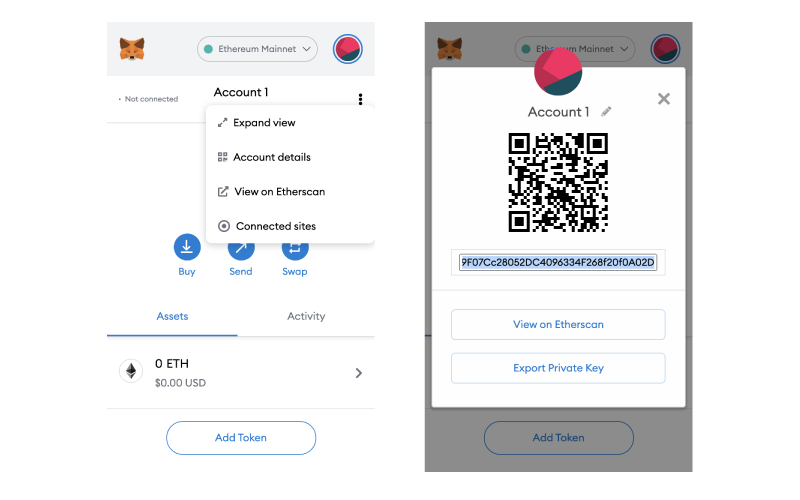 Ethereum Mainnet
Not connected
Account 1
Expand view
Account details
View on Etherscan
Connected sites
Buy
Send
Swap
Assets
Activity
0 ETH
$0.00 USD
Add Token
Ethereum Mainnet
Account 1
9F07Cc28052DC4096334F268f20f0A02D
View on Etherscan
Export Private Key
Add Token